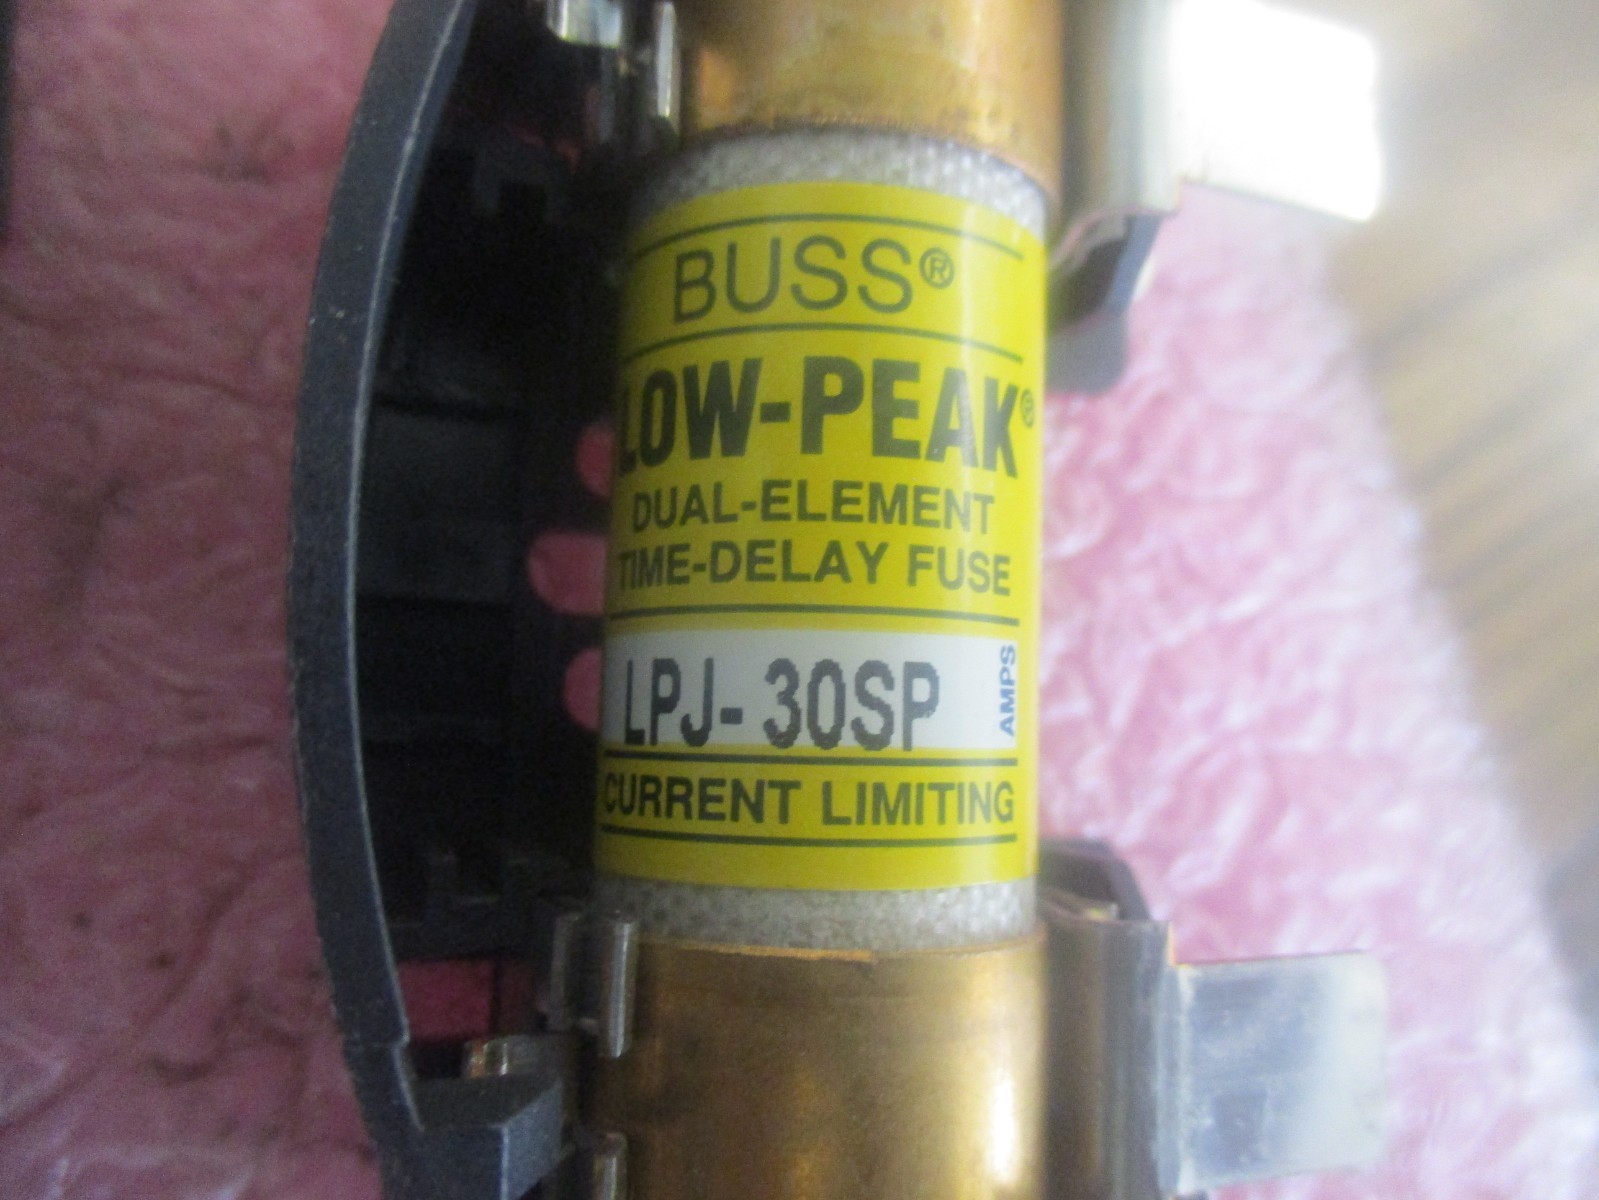 BUSS®
LOW-PEAK®
DUAL-ELEMENT
TIME-DELAY FUSE
LPJ-30SP AMPS
CURRENT LIMITING